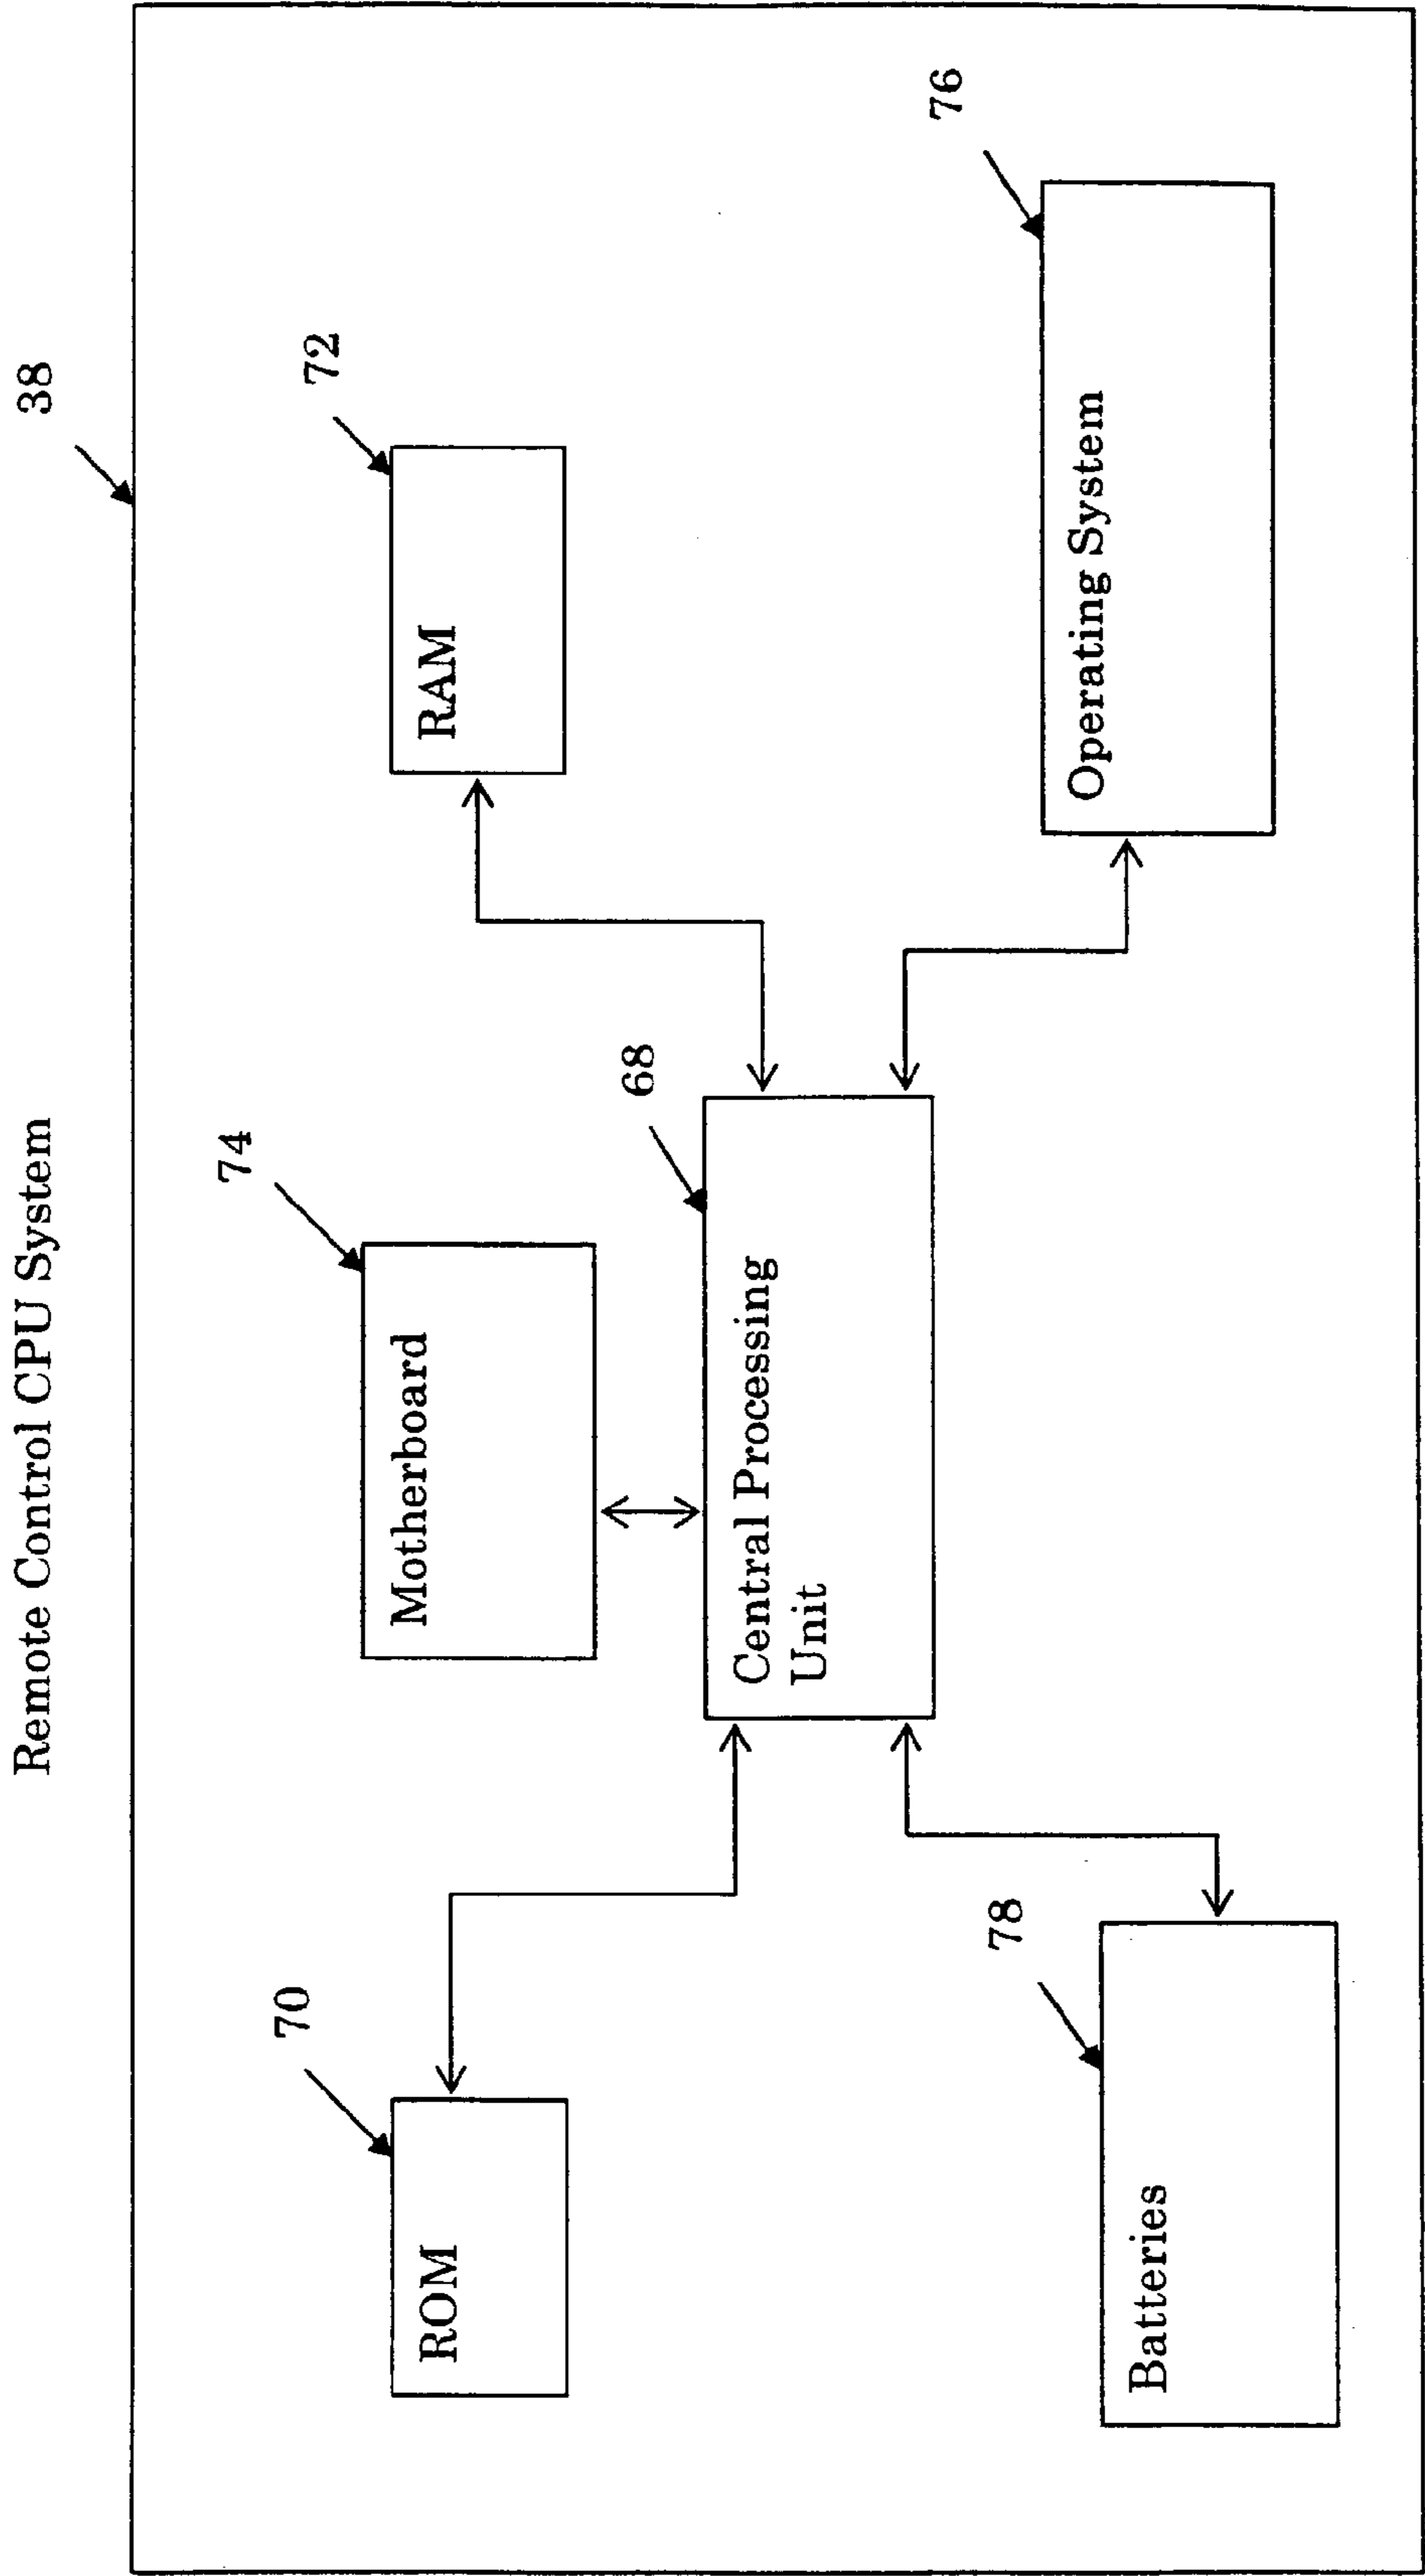 Remote Control CPU System
38
70
ROM
74
Motherboard
72
RAM
68
Central Processing
Unit
78
Batteries
76
Operating System